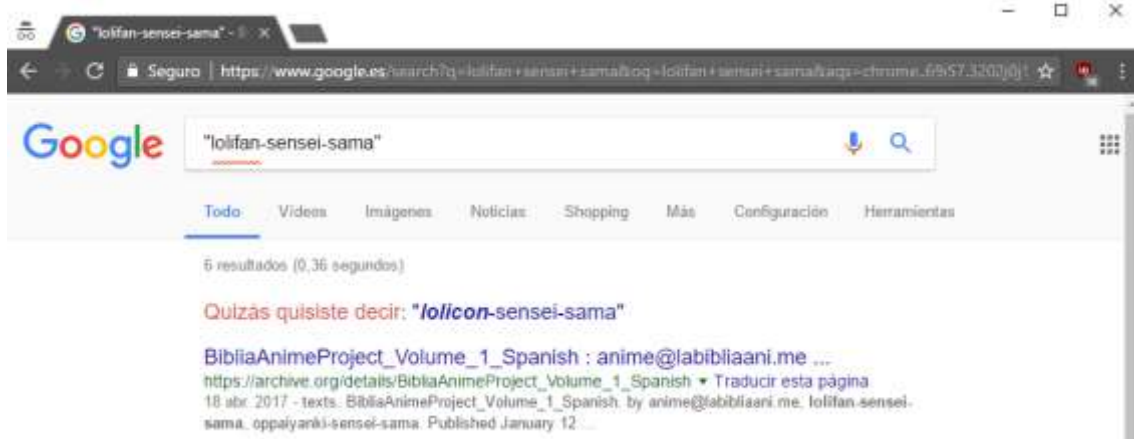 "lolifan-sensei-sama" -
Seguro | https://www.google.es/search?q=lolifan+sensei+sama&oq=lolifan+sensei+sama&aqs=chrome..69i57.3202j0j1
Google
"lolifan-sensei-sama"
Todo Vídeos Imágenes Noticias Shopping Más Configuración Herramientas
6 resultados (0,36 segundos)
Quizás quisiste decir: "lolicon-sensei-sama"
BibliaAnimeProject_Volume_1_Spanish : anime@labibliaani.me ...
https://archive.org/details/BibliaAnimeProject_Volume_1_Spanish ▾ Traducir esta página
18 abr. 2017 - texts. BibliaAnimeProject_Volume_1_Spanish. by anime@labibliaani.me, lolifan-sensei-
sama, oppaiyanki-sensei-sama. Published January 12 ...